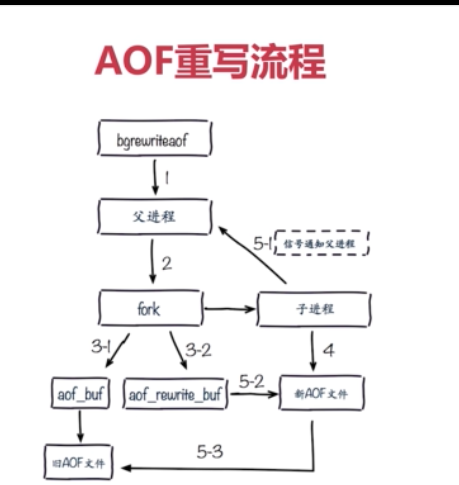 AOF重写流程
bgrewriteaof
1
父进程
5-1
信号通知父进程
2
fork
子进程
3-1
3-2
4
aof_buf
aof_rewrite_buf
5-2
新AOF文件
旧AOF文件
5-3